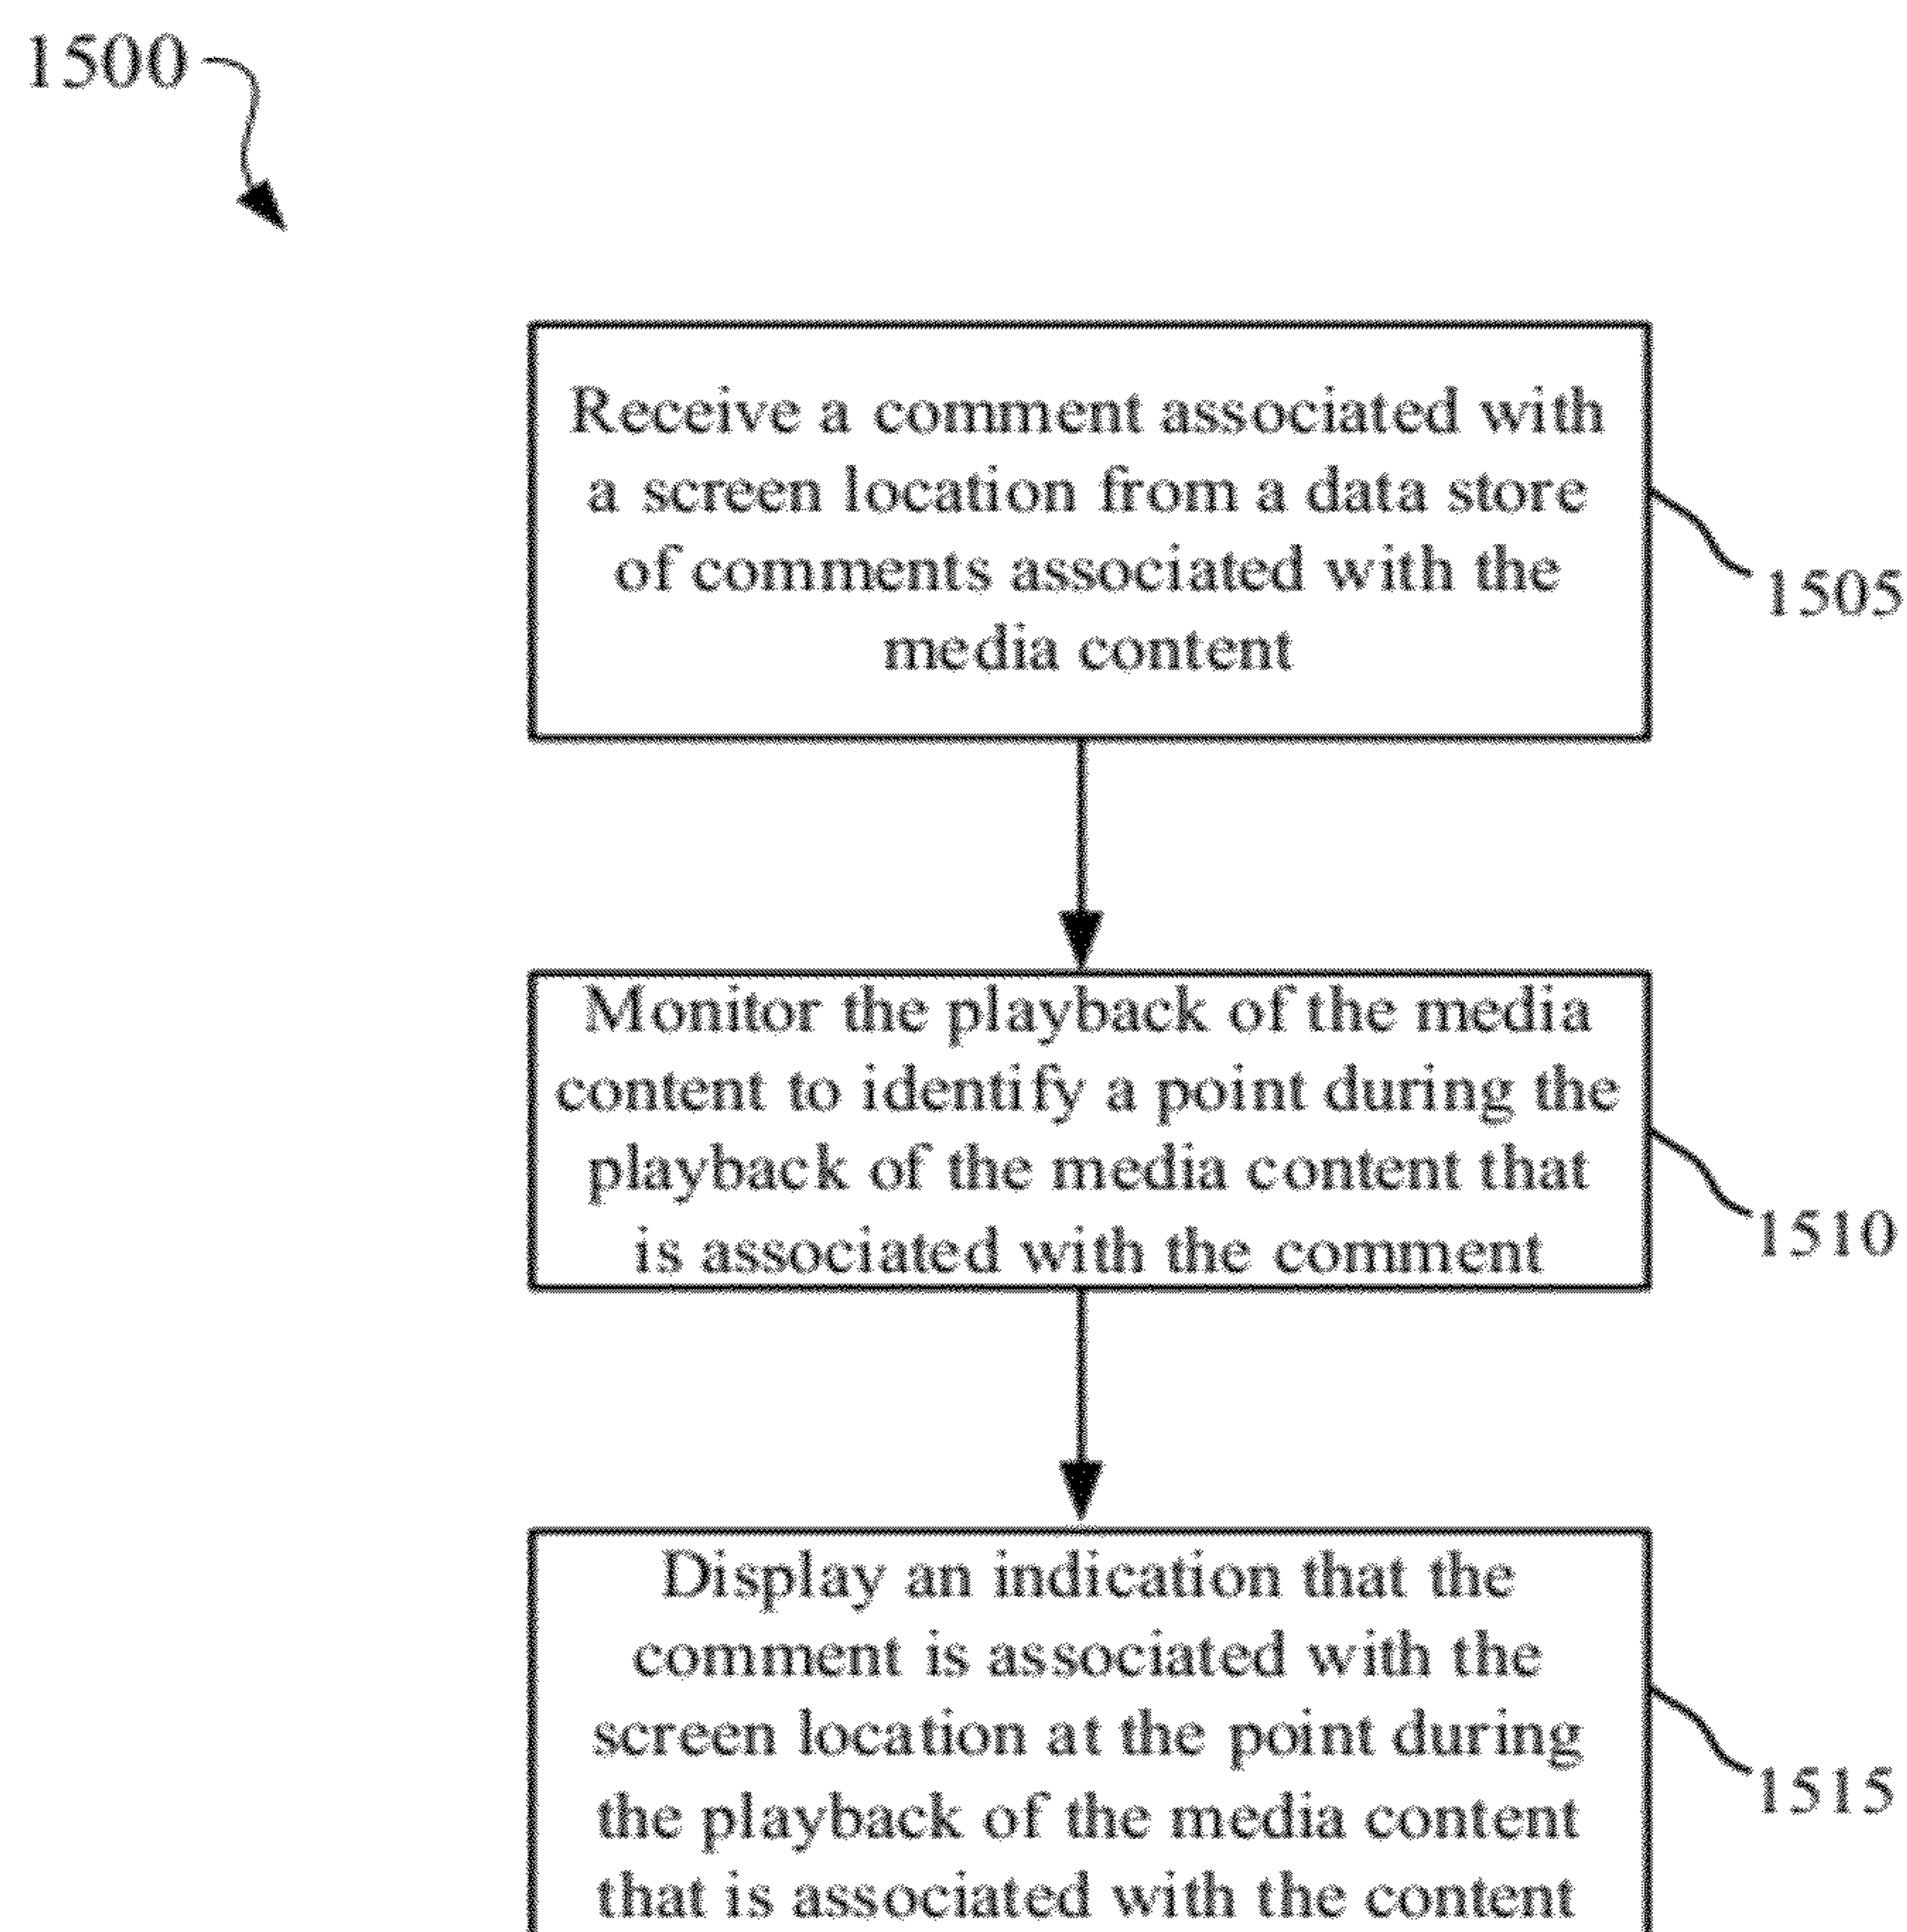 1500
Receive a comment associated with
a screen location from a data store
of comments associated with the
media content
1505
Monitor the playback of the media
content to identify a point during the
playback of the media content that
is associated with the comment
1510
Display an indication that the
comment is associated with the
screen location at the point during
the playback of the media content
that is associated with the content
1515